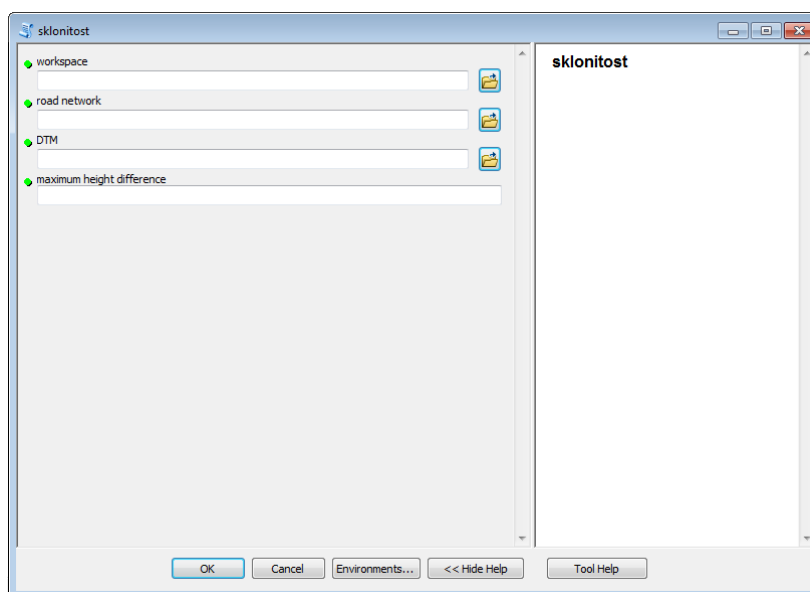 sklonitost
workspace
road network
DTM
maximum height difference
sklonitost
OK
Cancel
Environments...
<< Hide Help
Tool Help